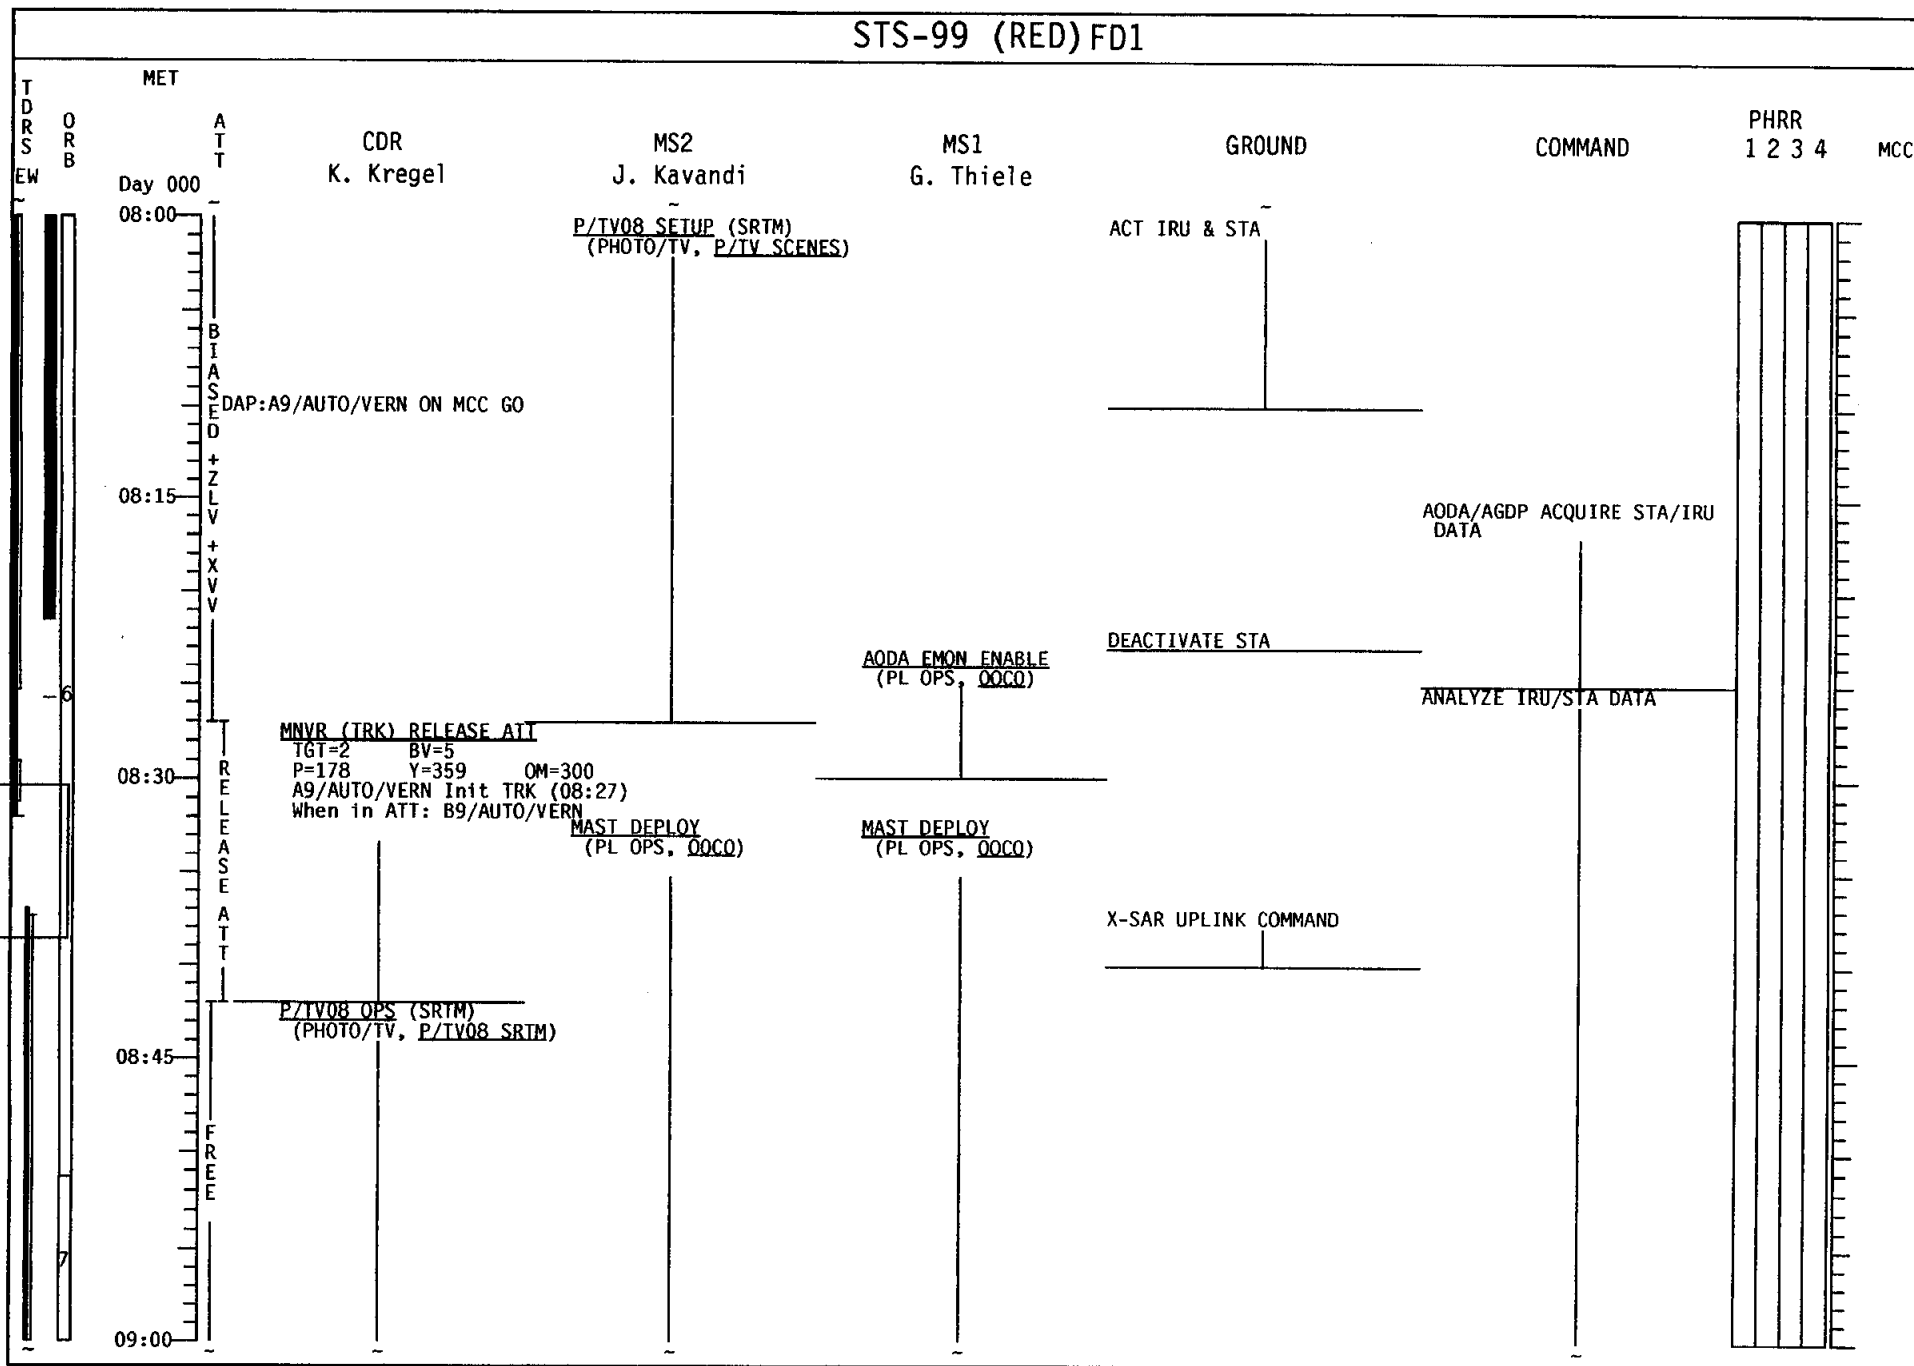 STS-99 (RED) FD1
TDRS
EW
ORB
MET
Day 000
ATT
CDR
K. Kregel
MS2
J. Kavandi
MS1
G. Thiele
GROUND
COMMAND
PHRR
1 2 3 4
MCC
08:00
P/TV08 SETUP (SRTM)
(PHOTO/TV, P/TV SCENES)
ACT IRU & STA
BIASED +ZLV +XVV
DAP:A9/AUTO/VERN ON MCC GO
08:15
AODA/AGDP ACQUIRE STA/IRU
DATA
DEACTIVATE STA
AODA EMON ENABLE
(PL OPS, OOCO)
6
ANALYZE IRU/STA DATA
MNVR (TRK) RELEASE ATT
TGT=2 BV=5
P=178 Y=359 OM=300
A9/AUTO/VERN Init TRK (08:27)
When in ATT: B9/AUTO/VERN
08:30
RELEASE ATT
MAST DEPLOY
(PL OPS, OOCO)
MAST DEPLOY
(PL OPS, OOCO)
X-SAR UPLINK COMMAND
P/TV08 OPS (SRTM)
(PHOTO/TV, P/TV08 SRTM)
08:45
FREE
7
09:00